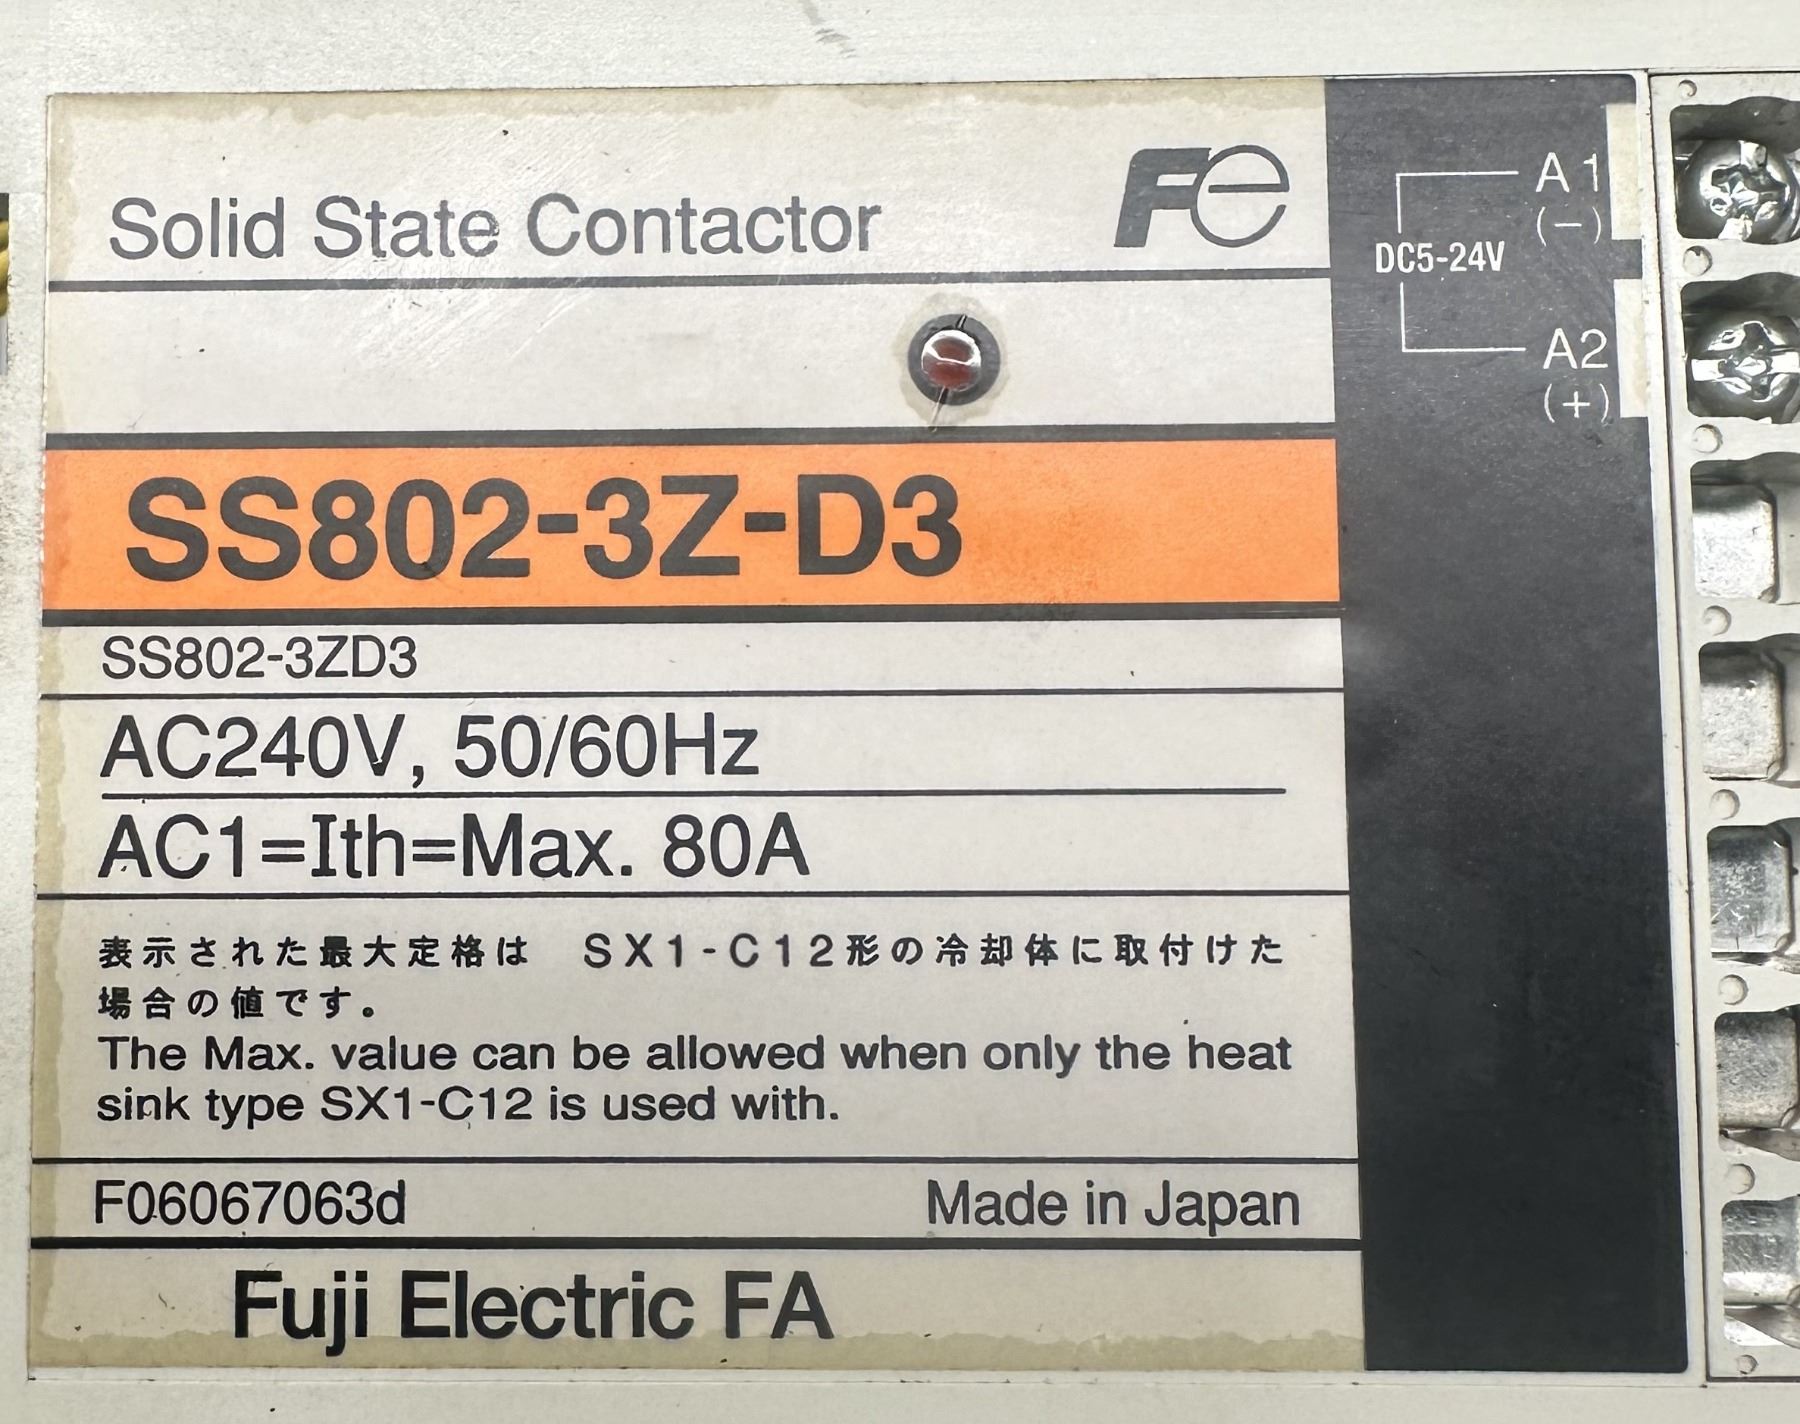 Solid State Contactor
Fe
A1
(−)
DC5-24V
A2
(+)
SS802-3Z-D3
SS802-3ZD3
AC240V, 50/60Hz
AC1=Ith=Max. 80A
表示された最大定格は SX1-C12形の冷却体に取付けた
場合の値です。
The Max. value can be allowed when only the heat
sink type SX1-C12 is used with.
F06067063d
Made in Japan
Fuji Electric FA